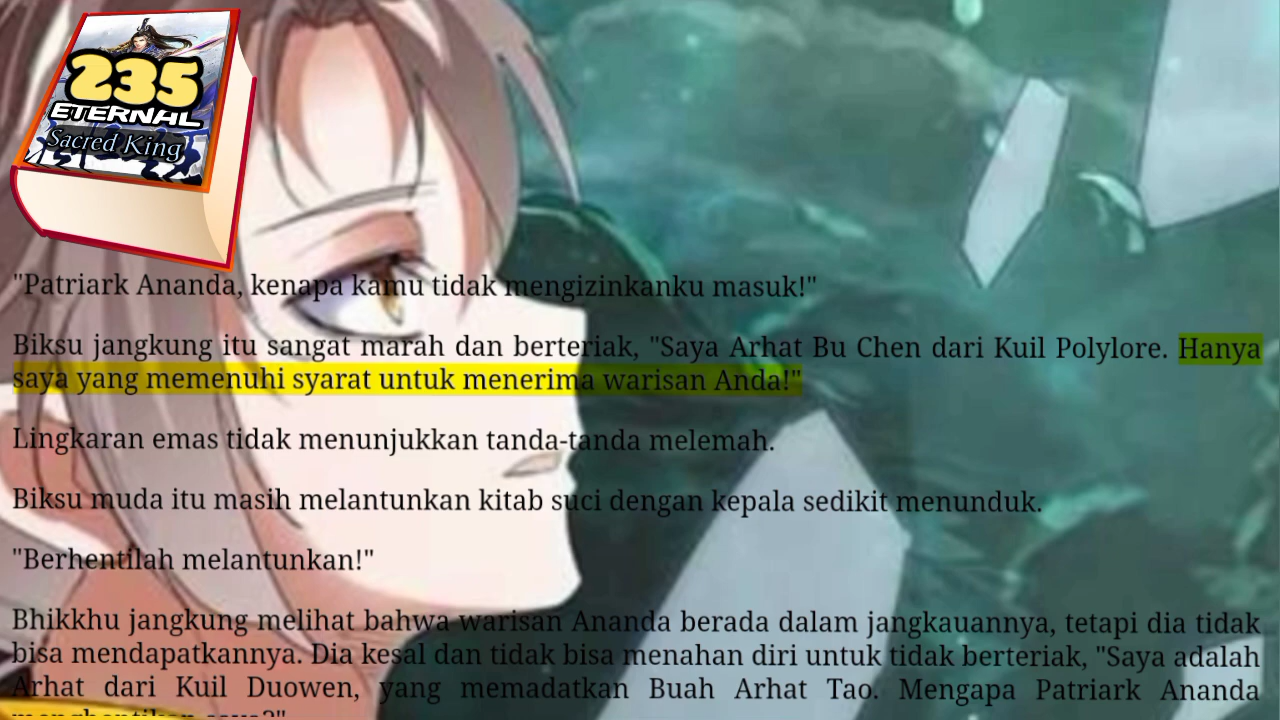 235
ETERNAL
Sacred King
"Patriark Ananda, kenapa kamu tidak mengizinkanku masuk!"
Biksu jangkung itu sangat marah dan berteriak, "Saya Arhat Bu Chen dari Kuil Polylore. Hanya
saya yang memenuhi syarat untuk menerima warisan Anda!"
Lingkaran emas tidak menunjukkan tanda-tanda melemah.
Biksu muda itu masih melantunkan kitab suci dengan kepala sedikit menunduk.
"Berhentilah melantunkan!"
Bhikkhu jangkung melihat bahwa warisan Ananda berada dalam jangkauannya, tetapi dia tidak
bisa mendapatkannya. Dia kesal dan tidak bisa menahan diri untuk tidak berteriak, "Saya adalah
Arhat dari Kuil Duowen, yang memadatkan Buah Arhat Tao. Mengapa Patriark Ananda
menghentikan saya?"